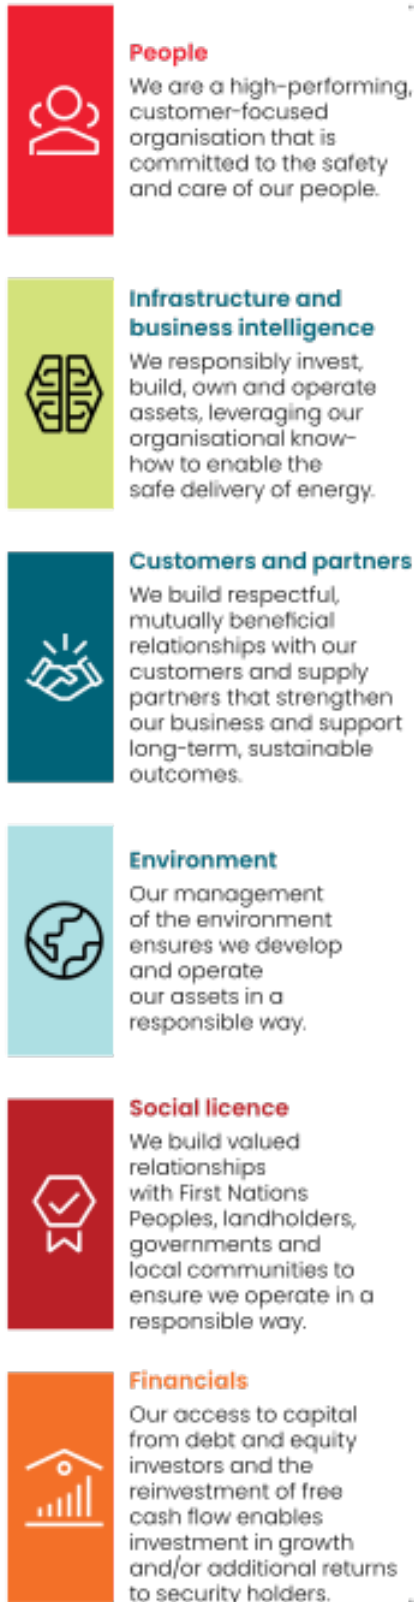 People
We are a high-performing,
customer-focused
organisation that is
committed to the safety
and care of our people.
Infrastructure and
business intelligence
We responsibly invest,
build, own and operate
assets, leveraging our
organisational know-
how to enable the
safe delivery of energy.
Customers and partners
We build respectful,
mutually beneficial
relationships with our
customers and supply
partners that strengthen
our business and support
long-term, sustainable
outcomes.
Environment
Our management
of the environment
ensures we develop
and operate
our assets in a
responsible way.
Social licence
We build valued
relationships
with First Nations
Peoples, landholders,
governments and
local communities to
ensure we operate in a
responsible way.
Financials
Our access to capital
from debt and equity
investors and the
reinvestment of free
cash flow enables
investment in growth
and/or additional returns
to security holders.